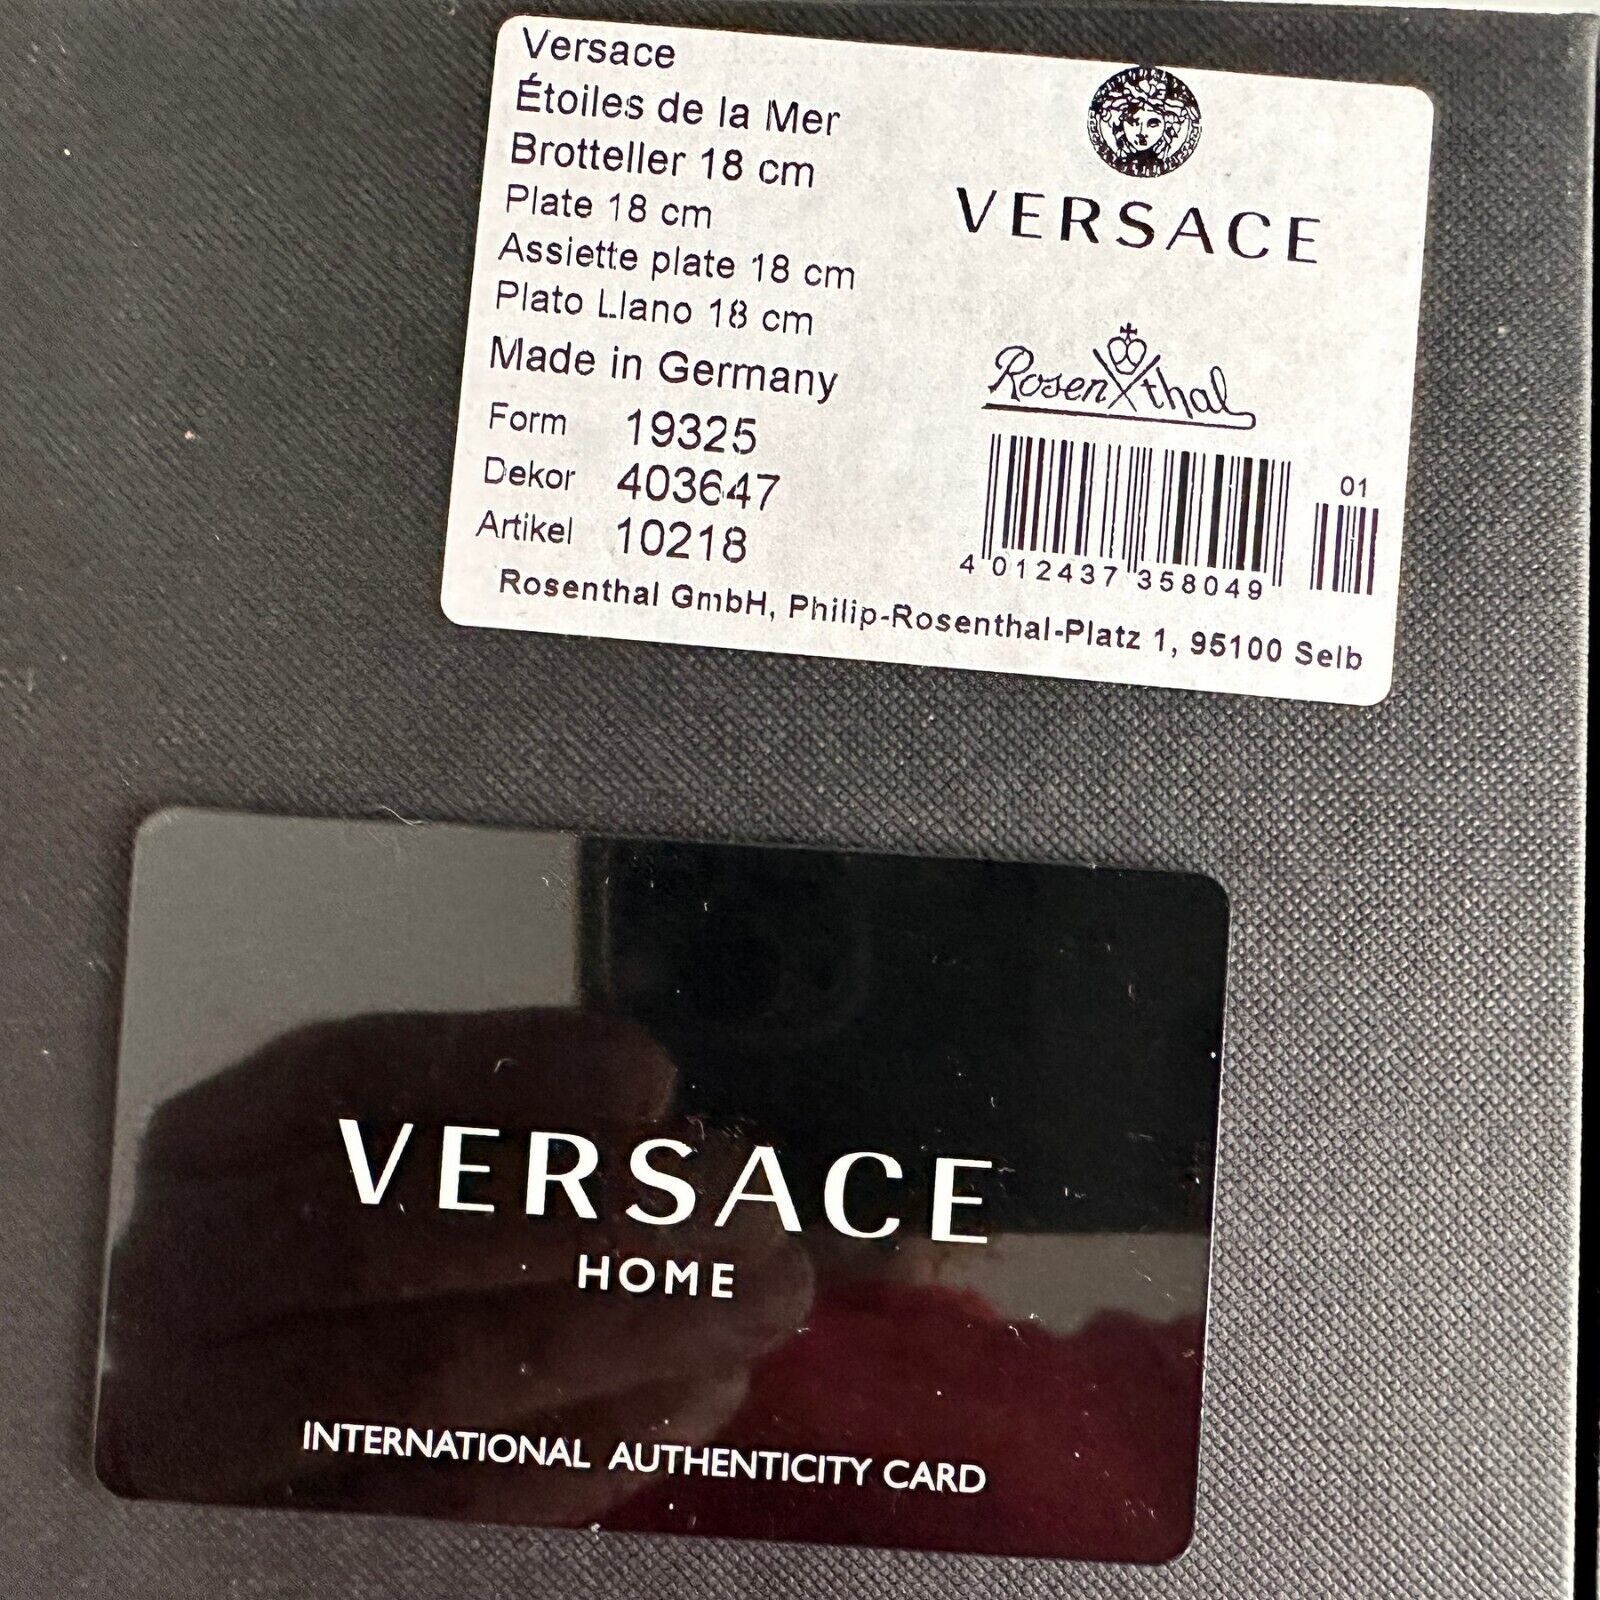 Versace
Étoiles de la Mer
Brotteller 18 cm
Plate 18 cm
Assiette plate 18 cm
Plato Llano 18 cm
Made in Germany
Form 19325
Dekor 403647
Artikel 10218
VERSACE
Rosenthal
01
4 012437 358049
Rosenthal GmbH, Philip-Rosenthal-Platz 1, 95100 Selb
VERSACE
HOME
INTERNATIONAL AUTHENTICITY CARD